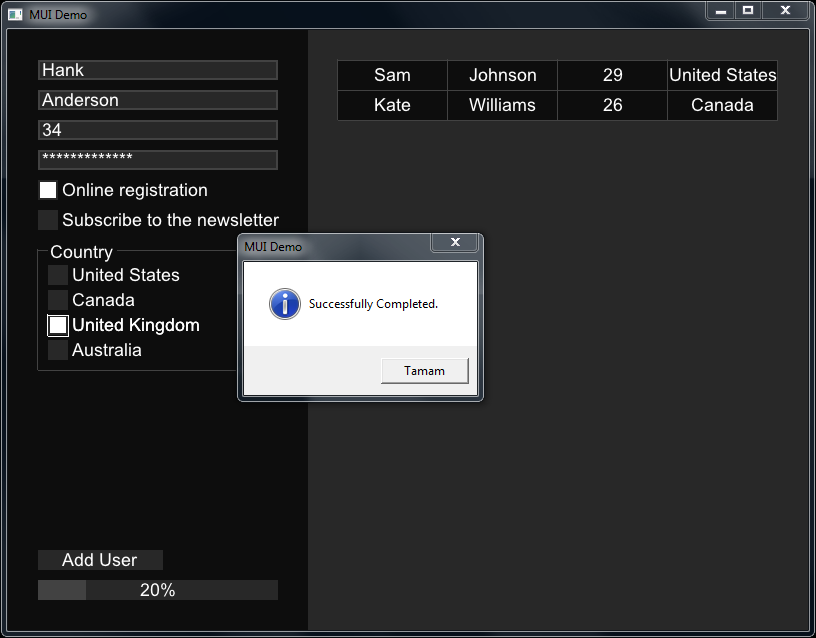 MUI Demo
Hank
Anderson
34
*************
Online registration
Subscribe to the newsletter
Country
United States
Canada
United Kingdom
Australia
Add User
20%
Sam Johnson 29 United States
Kate Williams 26 Canada
MUI Demo
Successfully Completed.
Tamam